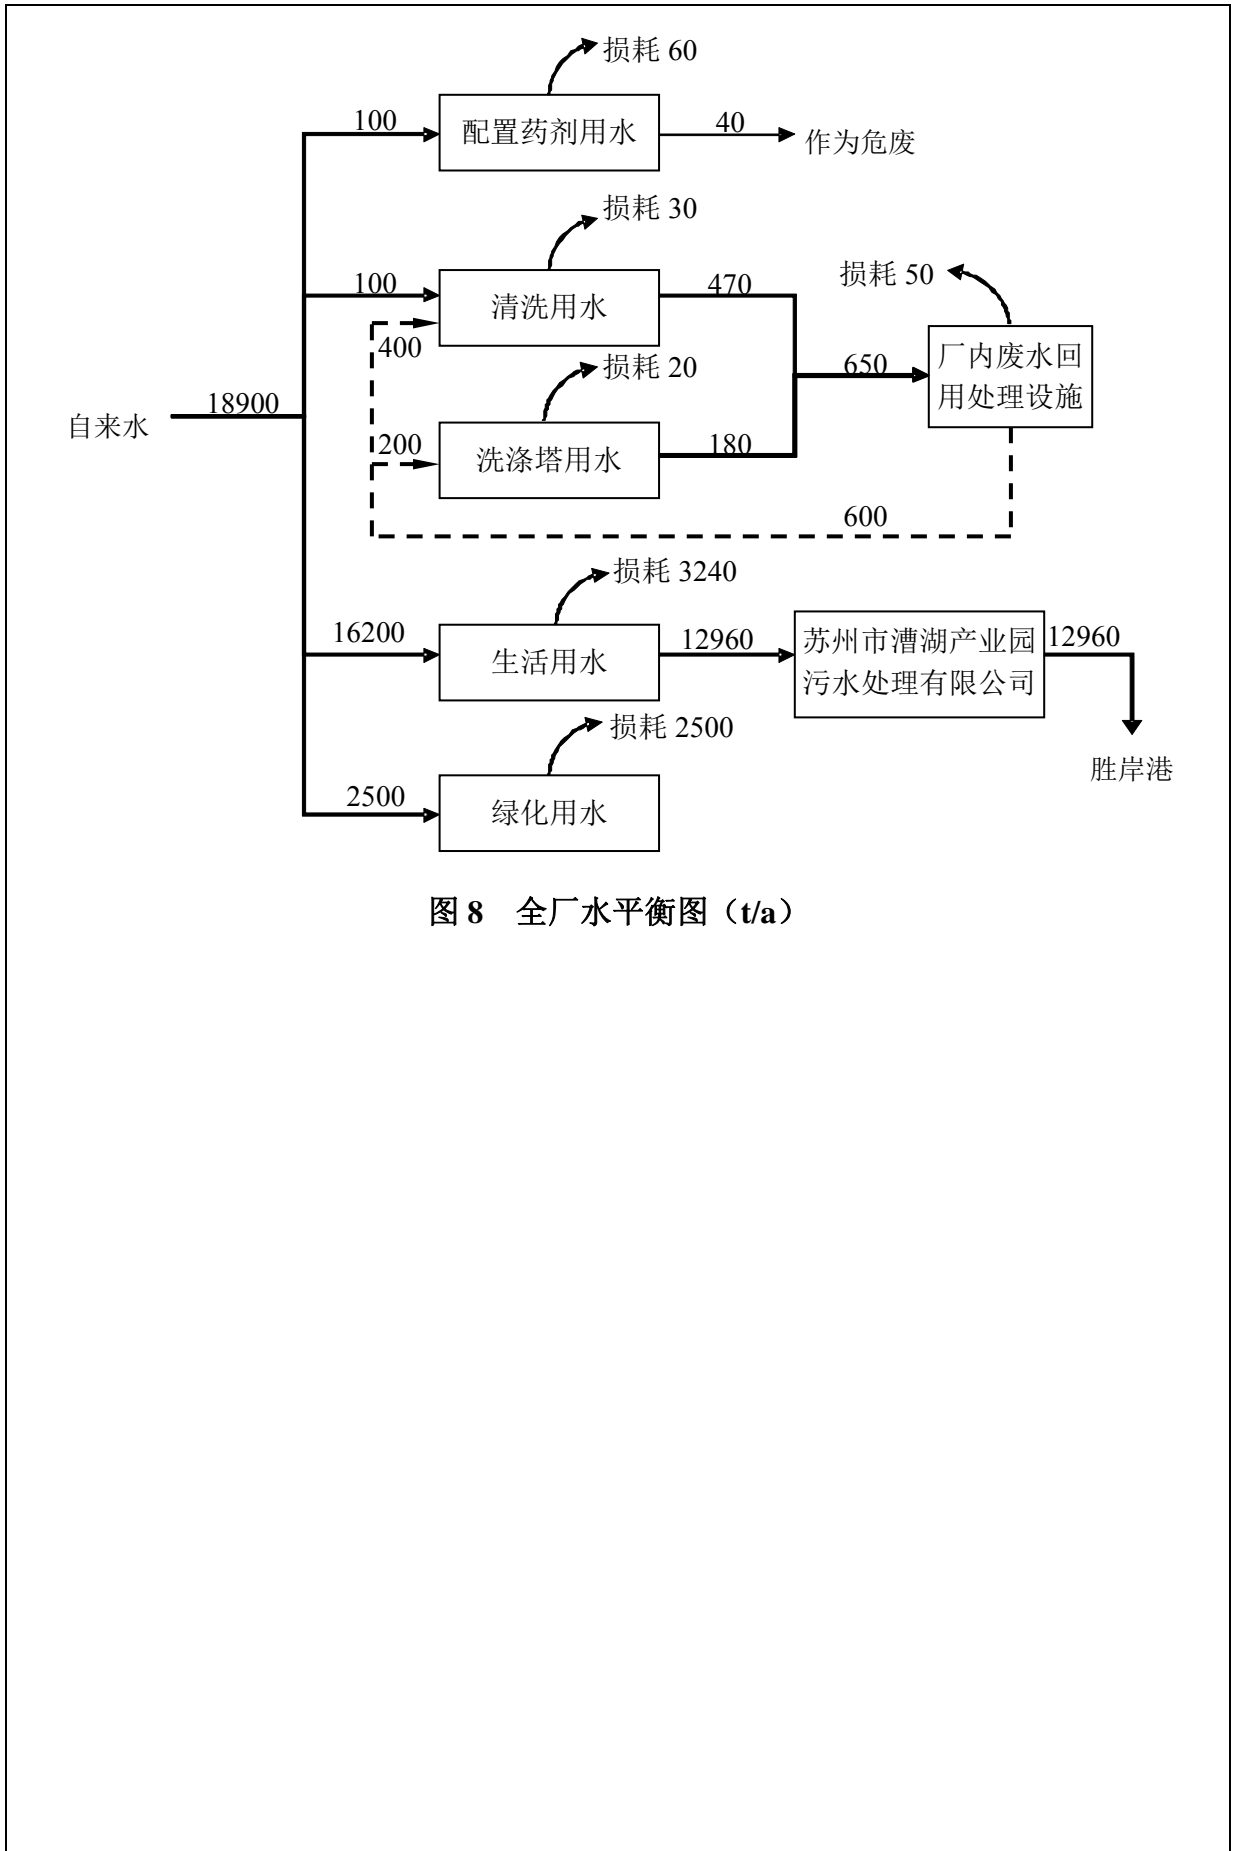 损耗 60
100
配置药剂用水
40
作为危废
损耗 30
100
清洗用水
470
损耗 50
400
厂内废水回
用处理设施
650
损耗 20
自来水
18900
200
洗涤塔用水
180
600
损耗 3240
16200
生活用水
12960
苏州市漕湖产业园
污水处理有限公司
12960
胜岸港
损耗 2500
2500
绿化用水
图 8 全厂水平衡图（t/a）